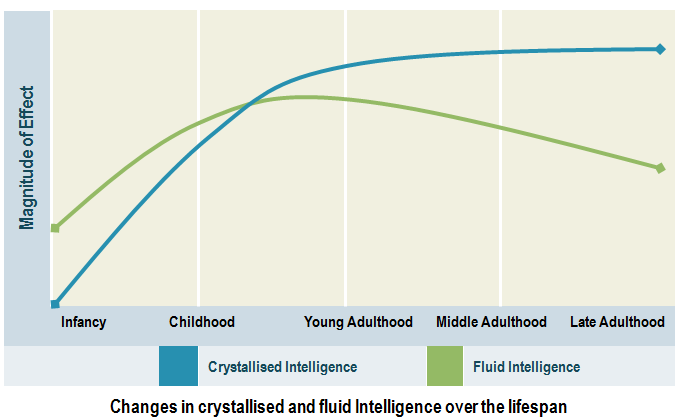 Magnitude of Effect
Infancy
Childhood
Young Adulthood
Middle Adulthood
Late Adulthood
Crystallised Intelligence
Fluid Intelligence
Changes in crystallised and fluid Intelligence over the lifespan